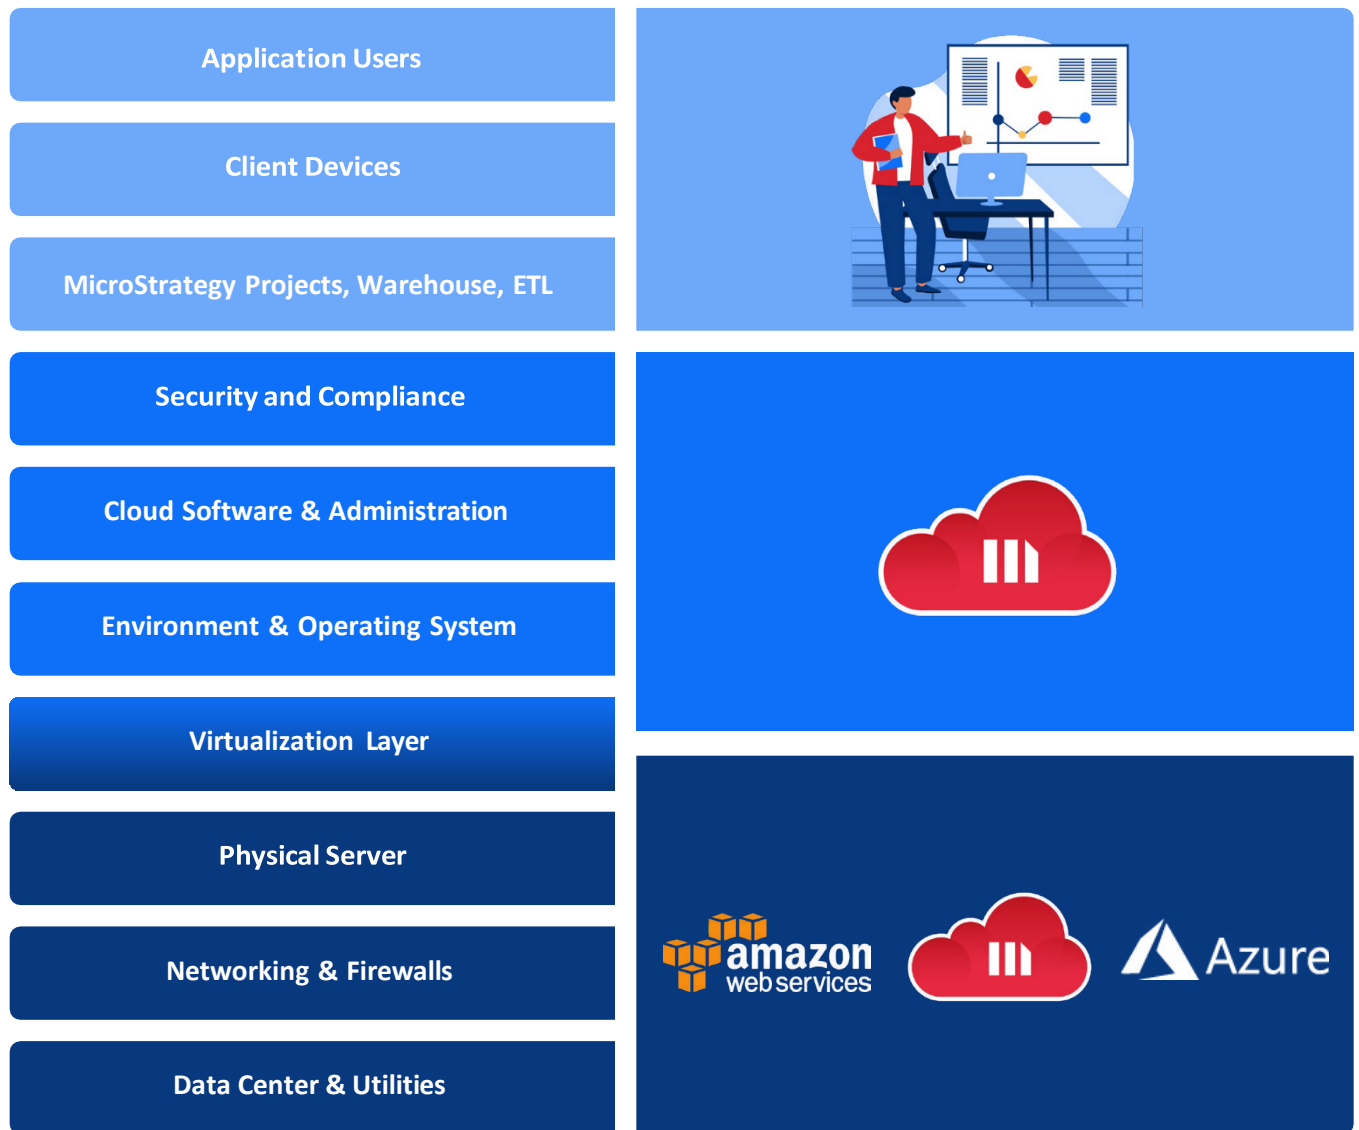 Application Users
Client Devices
MicroStrategy Projects, Warehouse, ETL
Security and Compliance
Cloud Software & Administration
Environment & Operating System
Virtualization Layer
Physical Server
Networking & Firewalls
Data Center & Utilities
amazon
web services
Azure